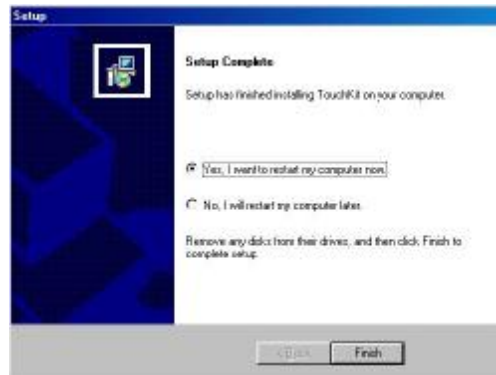 Setup
Setup Complete
Setup has finished installing TouchKit on your computer.
Yes, I want to restart my computer now.
No, I will restart my computer later.
Remove any disks from their drives, and then click Finish to
complete setup.
< Back
Finish